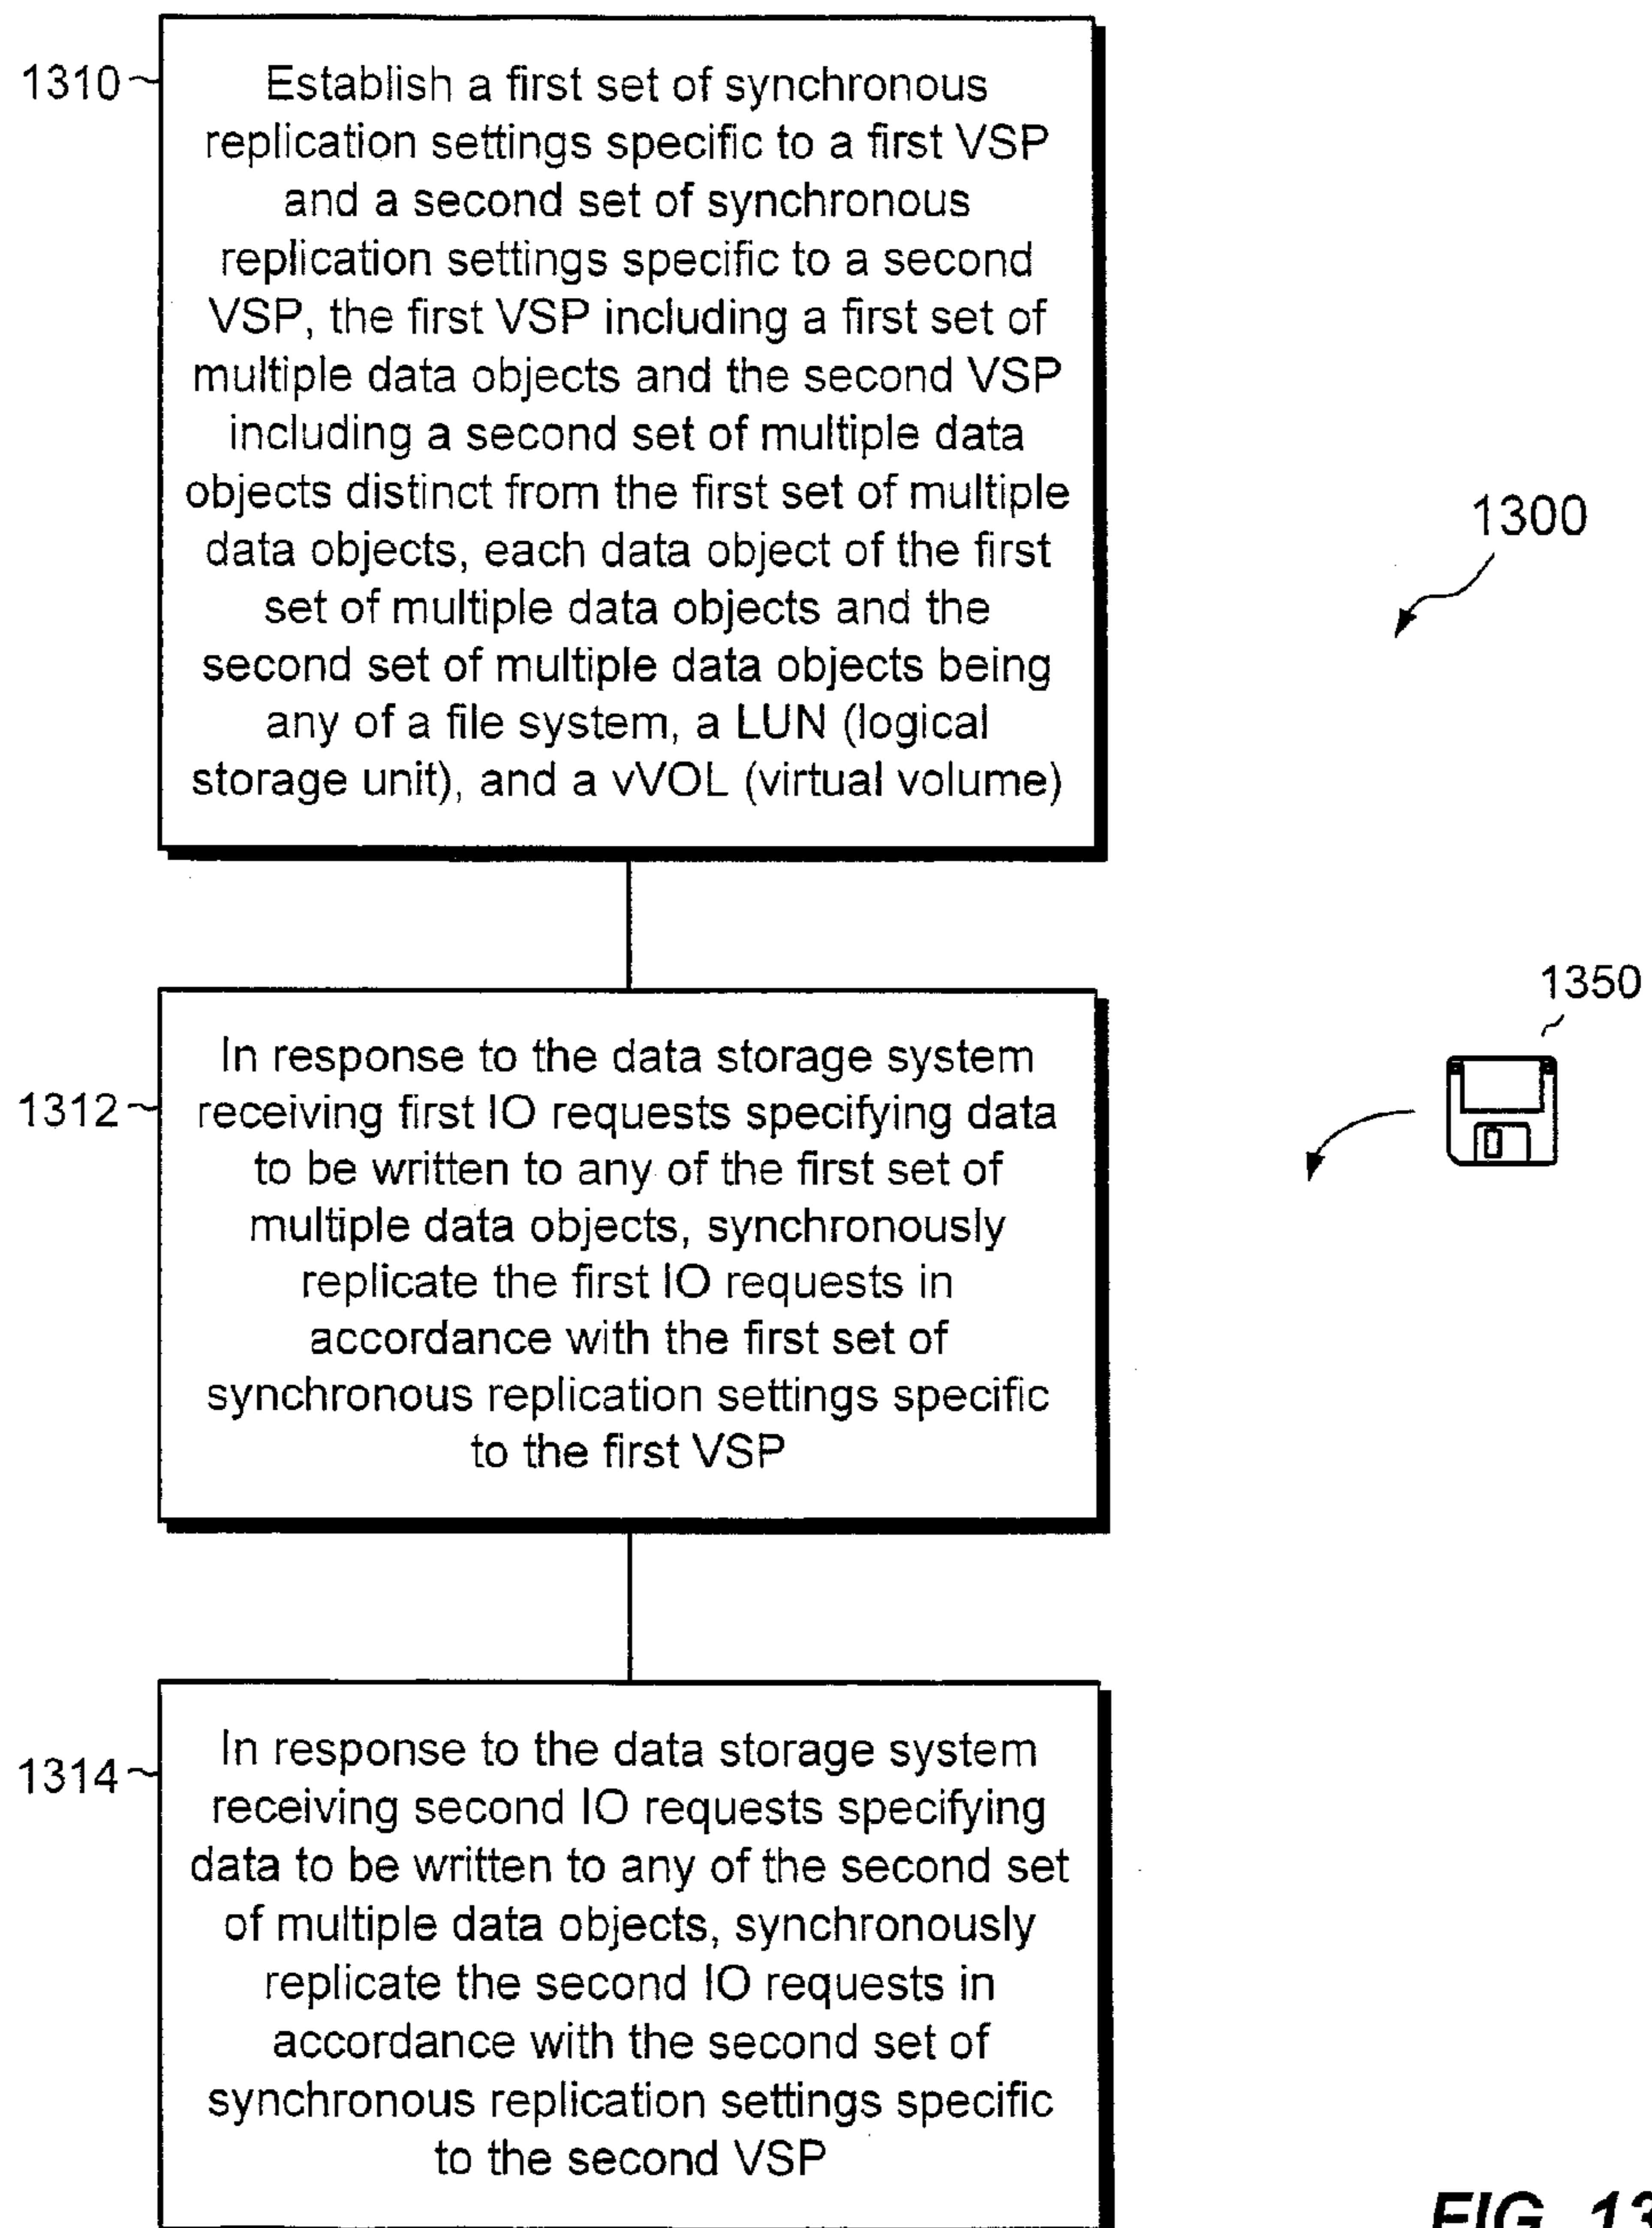 1310
Establish a first set of synchronous
replication settings specific to a first VSP
and a second set of synchronous
replication settings specific to a second
VSP, the first VSP including a first set of
multiple data objects and the second VSP
including a second set of multiple data
objects distinct from the first set of multiple
data objects, each data object of the first
set of multiple data objects and the
second set of multiple data objects being
any of a file system, a LUN (logical
storage unit), and a vVOL (virtual volume)
1300
1350
1312
In response to the data storage system
receiving first IO requests specifying data
to be written to any of the first set of
multiple data objects, synchronously
replicate the first IO requests in
accordance with the first set of
synchronous replication settings specific
to the first VSP
1314
In response to the data storage system
receiving second IO requests specifying
data to be written to any of the second set
of multiple data objects, synchronously
replicate the second IO requests in
accordance with the second set of
synchronous replication settings specific
to the second VSP
FIG. 13